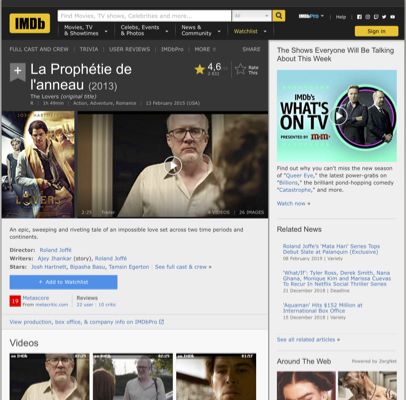 IMDb
Find Movies, TV shows, Celebrities and more...
All
Movies, TV
& Showtimes
Celebs, Events
& Photos
News &
Community
Watchlist
IMDbPro
Help
Sign in
FULL CAST AND CREW | TRIVIA | USER REVIEWS | IMDbPro | MORE
SHARE
La Prophétie de
l'anneau (2013)
The Lovers (original title)
4,6
Rate
This
R | 1h 49min | Action, Adventure, Romance | 13 February 2015 (USA)
JOSH HARTNETT
LOVERS
2:25 Trailer
4 VIDEOS | 26 IMAGES
An epic, sweeping and riveting tale of an impossible love set across two time periods and
continents.
Director: Roland Joffé
Writers: Ajey Jhankar (story), Roland Joffé
Stars: Josh Hartnett, Bipasha Basu, Tamsin Egerton | See full cast & crew »
+ Add to Watchlist
19 Metascore
From metacritic.com
Reviews
22 user | 10 critic
View production, box office, & company info on IMDbPro
Videos
The Shows Everyone Will Be Talking
About This Week
IMDb's
WHAT'S
ON TV
PRESENTED BY
Find out why you can't miss the new season
of "Queer Eye," the latest power-grabs on
"Billions," the brilliant pond-hopping comedy
"Catastrophe," and more.
Watch now »
Related News
Roland Joffe's 'Mata Hari' Series Tops
Debut Slate at Palanquin (Exclusive)
08 February 2019 | Variety
'What/If': Tyler Ross, Derek Smith, Nana
Ghana, Monique Kim and Marissa Cuevas
To Recur In Netflix Social Thriller Series
21 December 2018 | Deadline
'Aquaman' Hits $152 Million at
International Box Office
15 December 2018 | Variety
See all related articles »
Around The Web
Powered by ZergNet